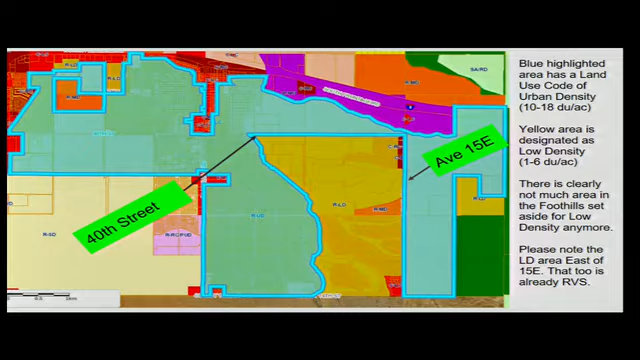 Blue highlighted
area has a Land
Use Code of
Urban Density
(10-18 du/ac)
Yellow area is
designated as
Low Density
(1-6 du/ac)
There is clearly
not much area in
the Foothills set
aside for Low
Density anymore.
Please note the
LD area East of
15E. That too is
already RVS.
Ave 15E
40th Street
SA/RD
R-SD